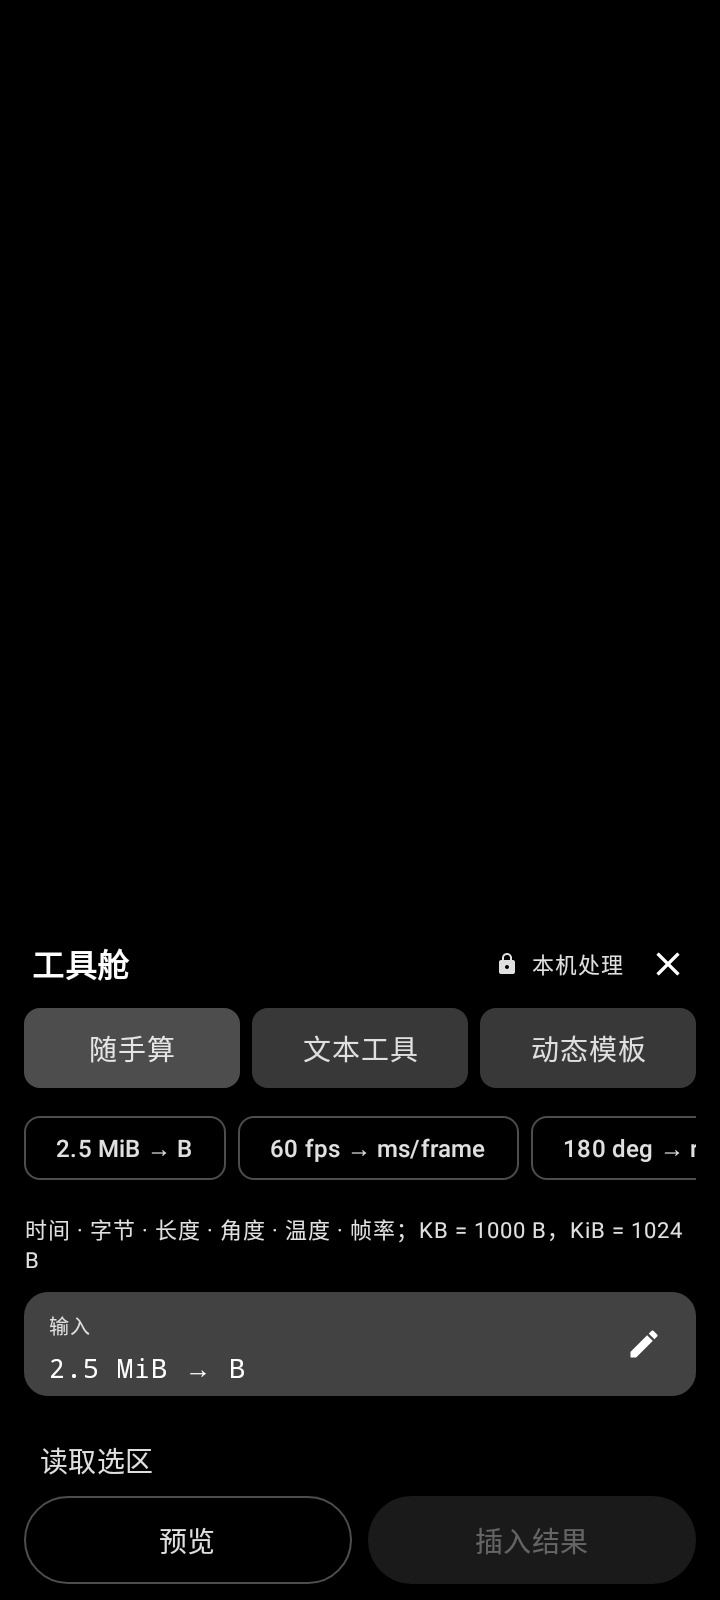 工具舱
本机处理
随手算
文本工具
动态模板
2.5 MiB → B
60 fps → ms/frame
180 deg → r
时间 · 字节 · 长度 · 角度 · 温度 · 帧率；KB = 1000 B，KiB = 1024
B
输入
2.5 MiB → B
读取选区
预览
插入结果